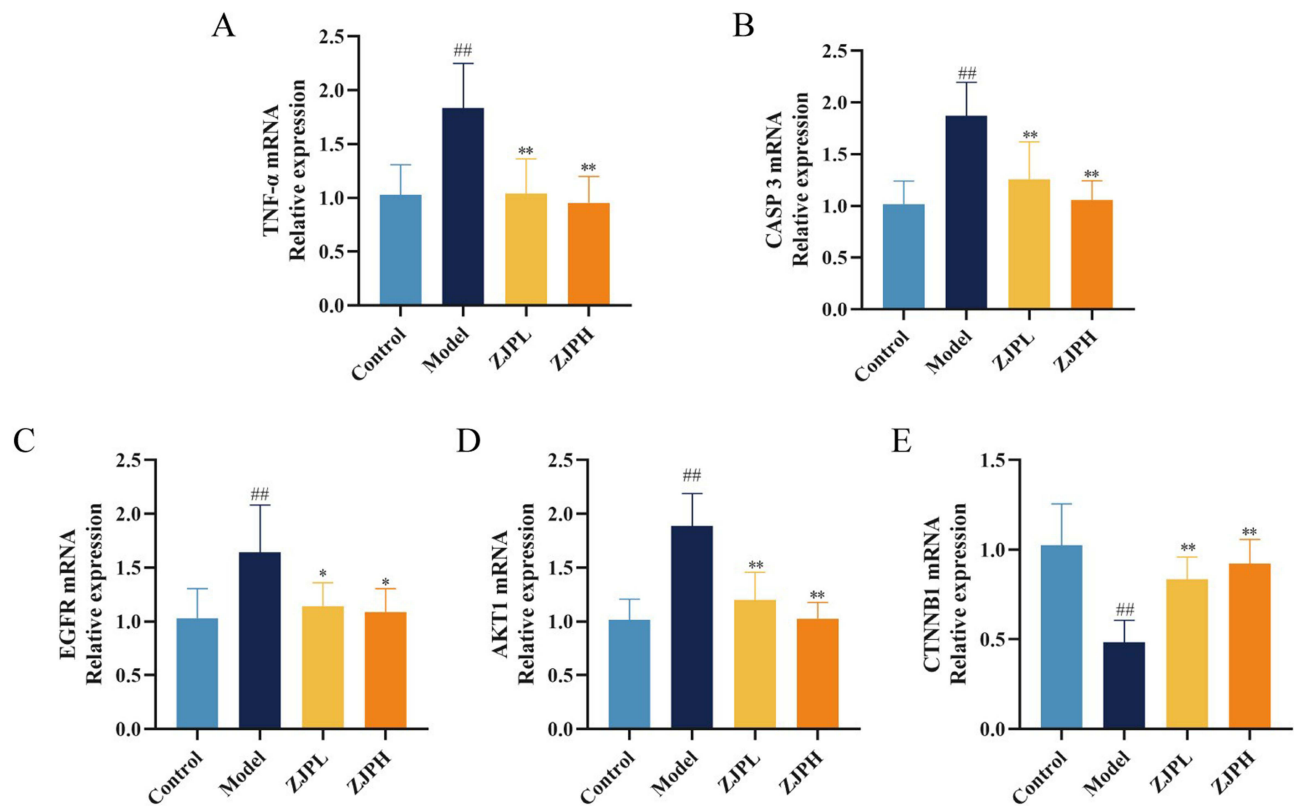 A
TNF-α mRNA
Relative expression
2.5
2.0
1.5
1.0
0.5
0.0
##
**
**
Control
Model
ZJPL
ZJPH
B
CASP 3 mRNA
Relative expression
2.5
2.0
1.5
1.0
0.5
0.0
##
**
**
Control
Model
ZJPL
ZJPH
C
EGFR mRNA
Relative expression
2.5
2.0
1.5
1.0
0.5
0.0
##
*
*
Control
Model
ZJPL
ZJPH
D
AKT1 mRNA
Relative expression
2.5
2.0
1.5
1.0
0.5
0.0
##
**
**
Control
Model
ZJPL
ZJPH
E
CTNNB1 mRNA
Relative expression
1.5
1.0
0.5
0.0
##
**
**
Control
Model
ZJPL
ZJPH